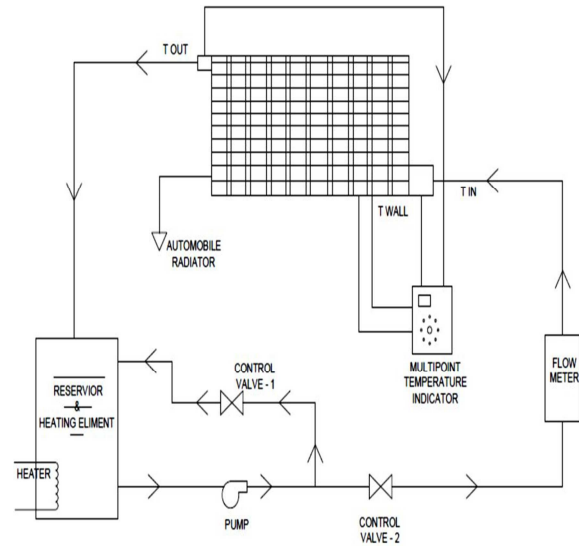 T OUT
T IN
T WALL
AUTOMOBILE
RADIATOR
MULTIPOINT
TEMPERATURE
INDICATOR
FLOW
METER
CONTROL
VALVE - 1
RESERVIOR
&
HEATING ELIMENT
HEATER
PUMP
CONTROL
VALVE - 2